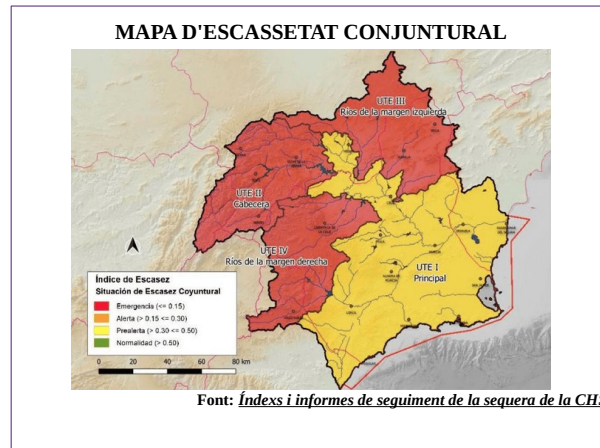 MAPA D'ESCASSETAT CONJUNTURAL
UTE III
Ríos de la margen izquierda
UTE II
Cabecera
UTE IV
Ríos de la margen derecha
UTE I
Principal
Índice de Escasez
Situación de Escasez Coyuntural
Emergencia (<= 0.15)
Alerta (> 0.15 <= 0.30)
Prealerta (> 0.30 <= 0.50)
Normalidad (> 0.50)
0 20 40 60 80 km
Font: Índexs i informes de seguiment de la sequera de la CHS